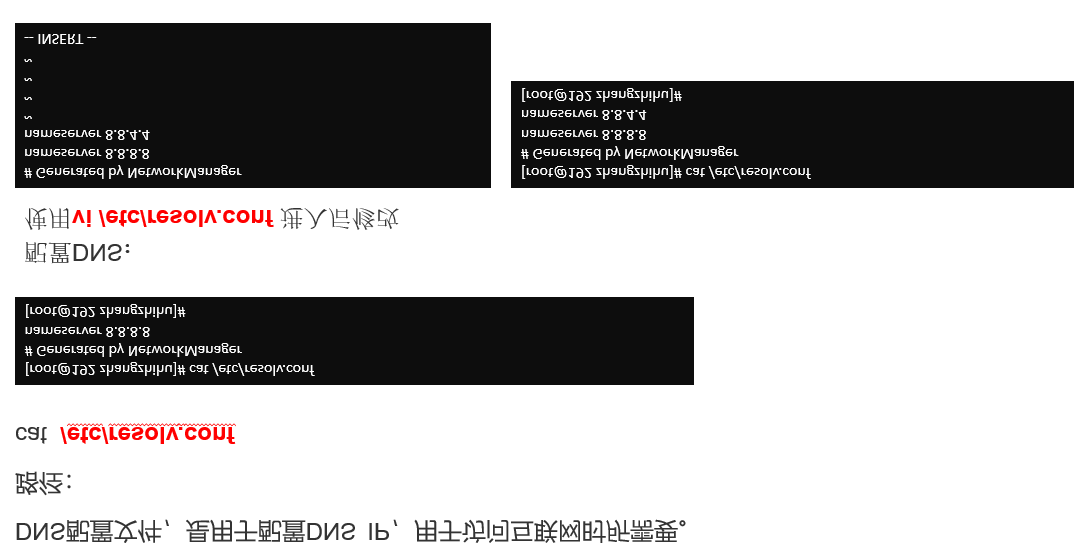 DNS配置文件，是用于配置DNS IP，用于访问互联网时所需要。
路径：
cat /etc/resolv.conf
[root@192 zhangzhihu]# cat /etc/resolv.conf
# Generated by NetworkManager
nameserver 8.8.8.8
[root@192 zhangzhihu]#
配置DNS：
使用vi /etc/resolv.conf 进入后修改
# Generated by NetworkManager
nameserver 8.8.8.8
nameserver 8.8.4.4
~
~
~
~
-- INSERT --
[root@192 zhangzhihu]# cat /etc/resolv.conf
# Generated by NetworkManager
nameserver 8.8.8.8
nameserver 8.8.4.4
[root@192 zhangzhihu]#